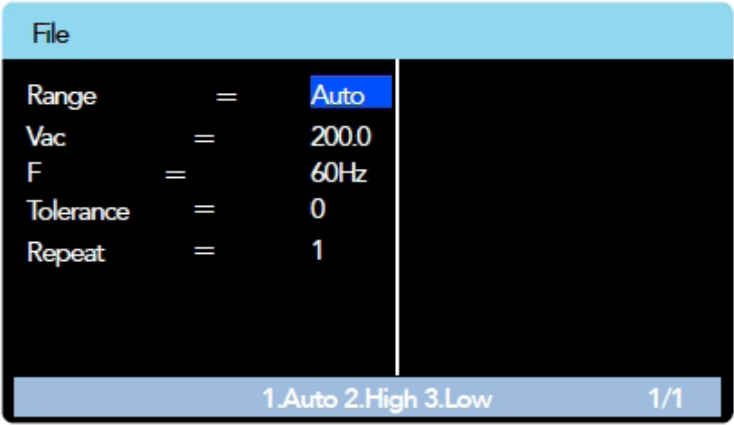 File
Range = Auto
Vac = 200.0
F = 60Hz
Tolerance = 0
Repeat = 1
1.Auto 2.High 3.Low 1/1